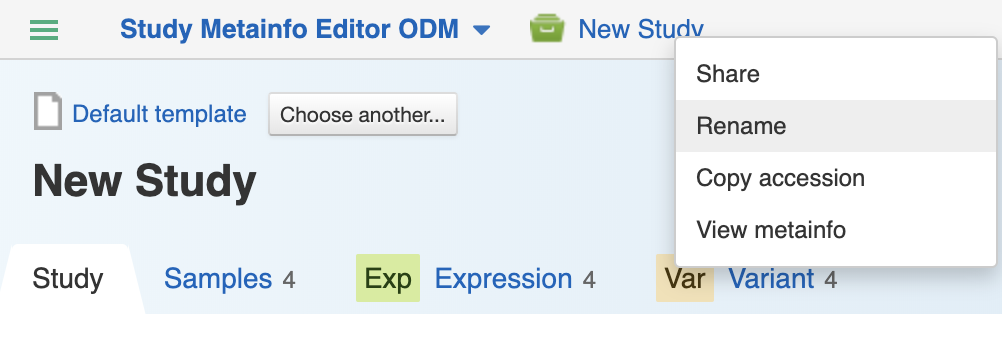 Study Metainfo Editor ODM New Study
Share
Default template Choose another... Rename
New Study Copy accession
View metainfo
Study Samples 4 Exp Expression 4 Var Variant 4